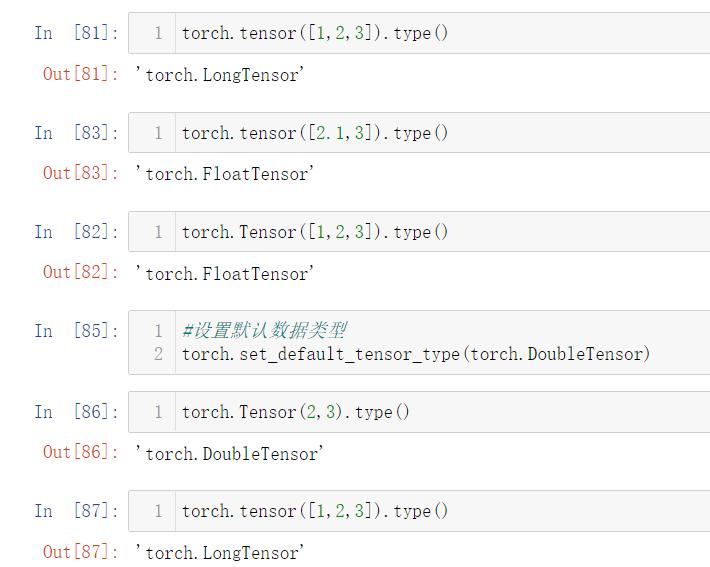 In [81]: 1 torch.tensor([1,2,3]).type()
Out[81]: 'torch.LongTensor'
In [83]: 1 torch.tensor([2.1,3]).type()
Out[83]: 'torch.FloatTensor'
In [82]: 1 torch.Tensor([1,2,3]).type()
Out[82]: 'torch.FloatTensor'
In [85]: 1 #设置默认数据类型
2 torch.set_default_tensor_type(torch.DoubleTensor)
In [86]: 1 torch.Tensor(2,3).type()
Out[86]: 'torch.DoubleTensor'
In [87]: 1 torch.tensor([1,2,3]).type()
Out[87]: 'torch.LongTensor'